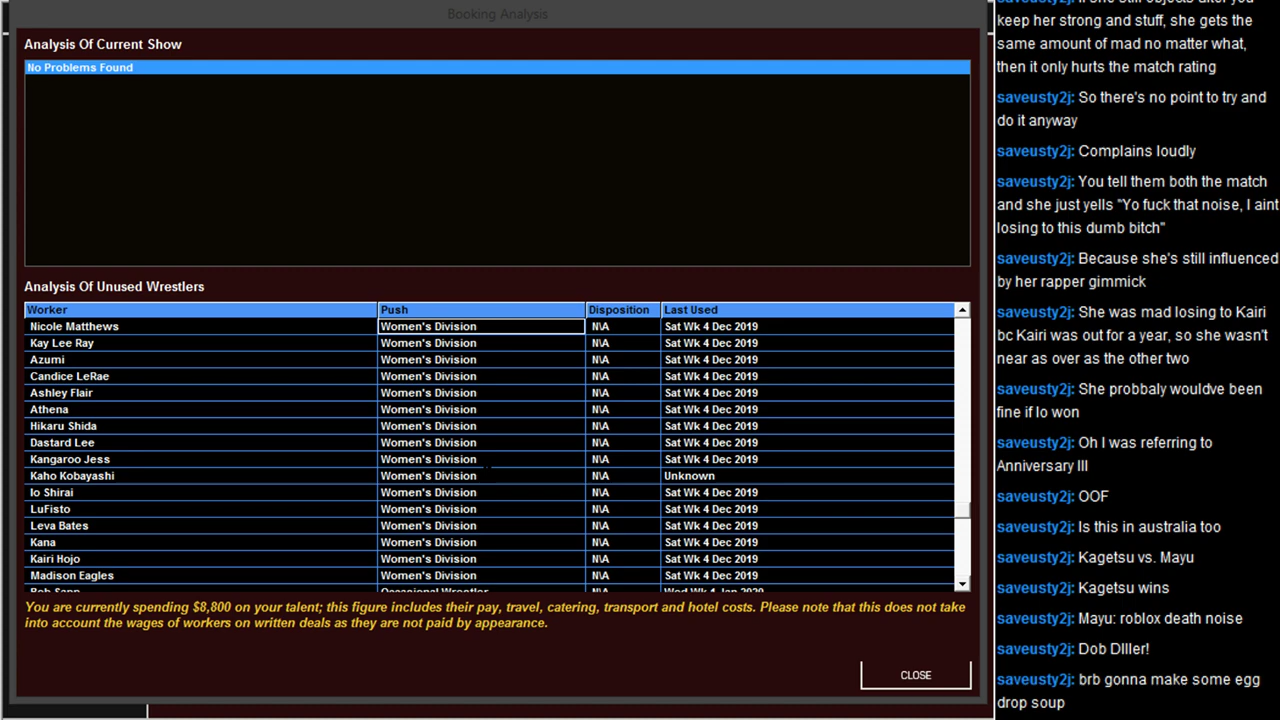 Booking Analysis
Analysis Of Current Show
No Problems Found
Analysis Of Unused Wrestlers
Worker Push Disposition Last Used
Nicole Matthews Women's Division N\A Sat Wk 4 Dec 2019
Kay Lee Ray Women's Division N\A Sat Wk 4 Dec 2019
Azumi Women's Division N\A Sat Wk 4 Dec 2019
Candice LeRae Women's Division N\A Sat Wk 4 Dec 2019
Ashley Flair Women's Division N\A Sat Wk 4 Dec 2019
Athena Women's Division N\A Sat Wk 4 Dec 2019
Hikaru Shida Women's Division N\A Sat Wk 4 Dec 2019
Dastard Lee Women's Division N\A Sat Wk 4 Dec 2019
Kangaroo Jess Women's Division N\A Sat Wk 4 Dec 2019
Kaho Kobayashi Women's Division N\A Unknown
Io Shirai Women's Division N\A Sat Wk 4 Dec 2019
LuFisto Women's Division N\A Sat Wk 4 Dec 2019
Leva Bates Women's Division N\A Sat Wk 4 Dec 2019
Kana Women's Division N\A Sat Wk 4 Dec 2019
Kairi Hojo Women's Division N\A Sat Wk 4 Dec 2019
Madison Eagles Women's Division N\A Sat Wk 4 Dec 2019
Bob Sapp Occasional Wrestler N\A Wed Wk 1 Jan 2020
You are currently spending $8,800 on your talent; this figure includes their pay, travel, catering, transport and hotel costs. Please note that this does not take
into account the wages of workers on written deals as they are not paid by appearance.
CLOSE
keep her strong and stuff, she gets the
same amount of mad no matter what,
then it only hurts the match rating
saveusty2j: So there's no point to try and
do it anyway
saveusty2j: Complains loudly
saveusty2j: You tell them both the match
and she just yells "Yo fuck that noise, I aint
losing to this dumb bitch"
saveusty2j: Because she's still influenced
by her rapper gimmick
saveusty2j: She was mad losing to Kairi
bc Kairi was out for a year, so she wasn't
near as over as the other two
saveusty2j: She probbaly wouldve been
fine if Io won
saveusty2j: Oh I was referring to
Anniversary III
saveusty2j: OOF
saveusty2j: Is this in australia too
saveusty2j: Kagetsu vs. Mayu
saveusty2j: Kagetsu wins
saveusty2j: Mayu: roblox death noise
saveusty2j: Dob DIller!
saveusty2j: brb gonna make some egg
drop soup